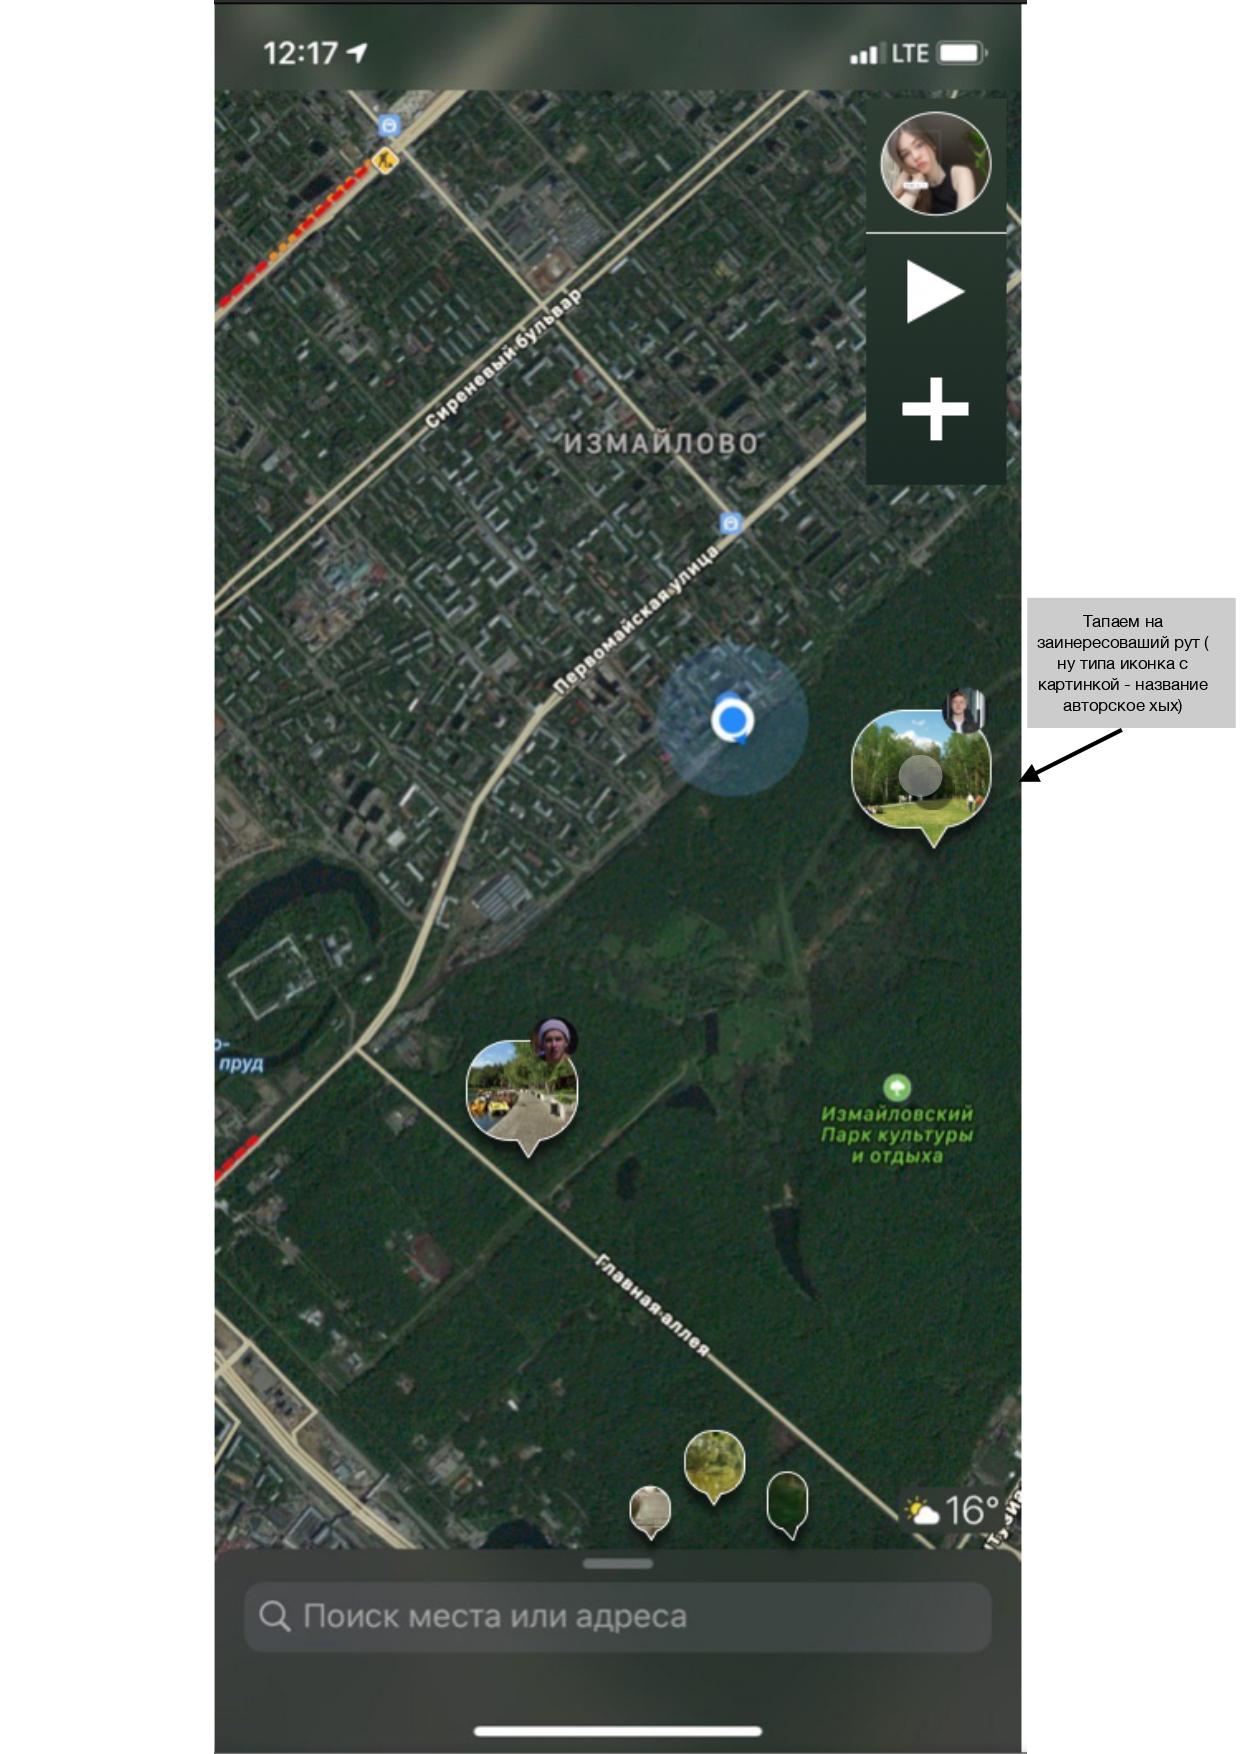 12:17
LTE
Сиреневый бульвар
ИЗМАЙЛОВО
Первомайская улица
Тапаем на
заинересоваший рут (
ну типа иконка с
картинкой - название
авторское хых)
о-
пруд
Измайловский
Парк культуры
и отдыха
Главная аллея
16°
Поиск места или адреса